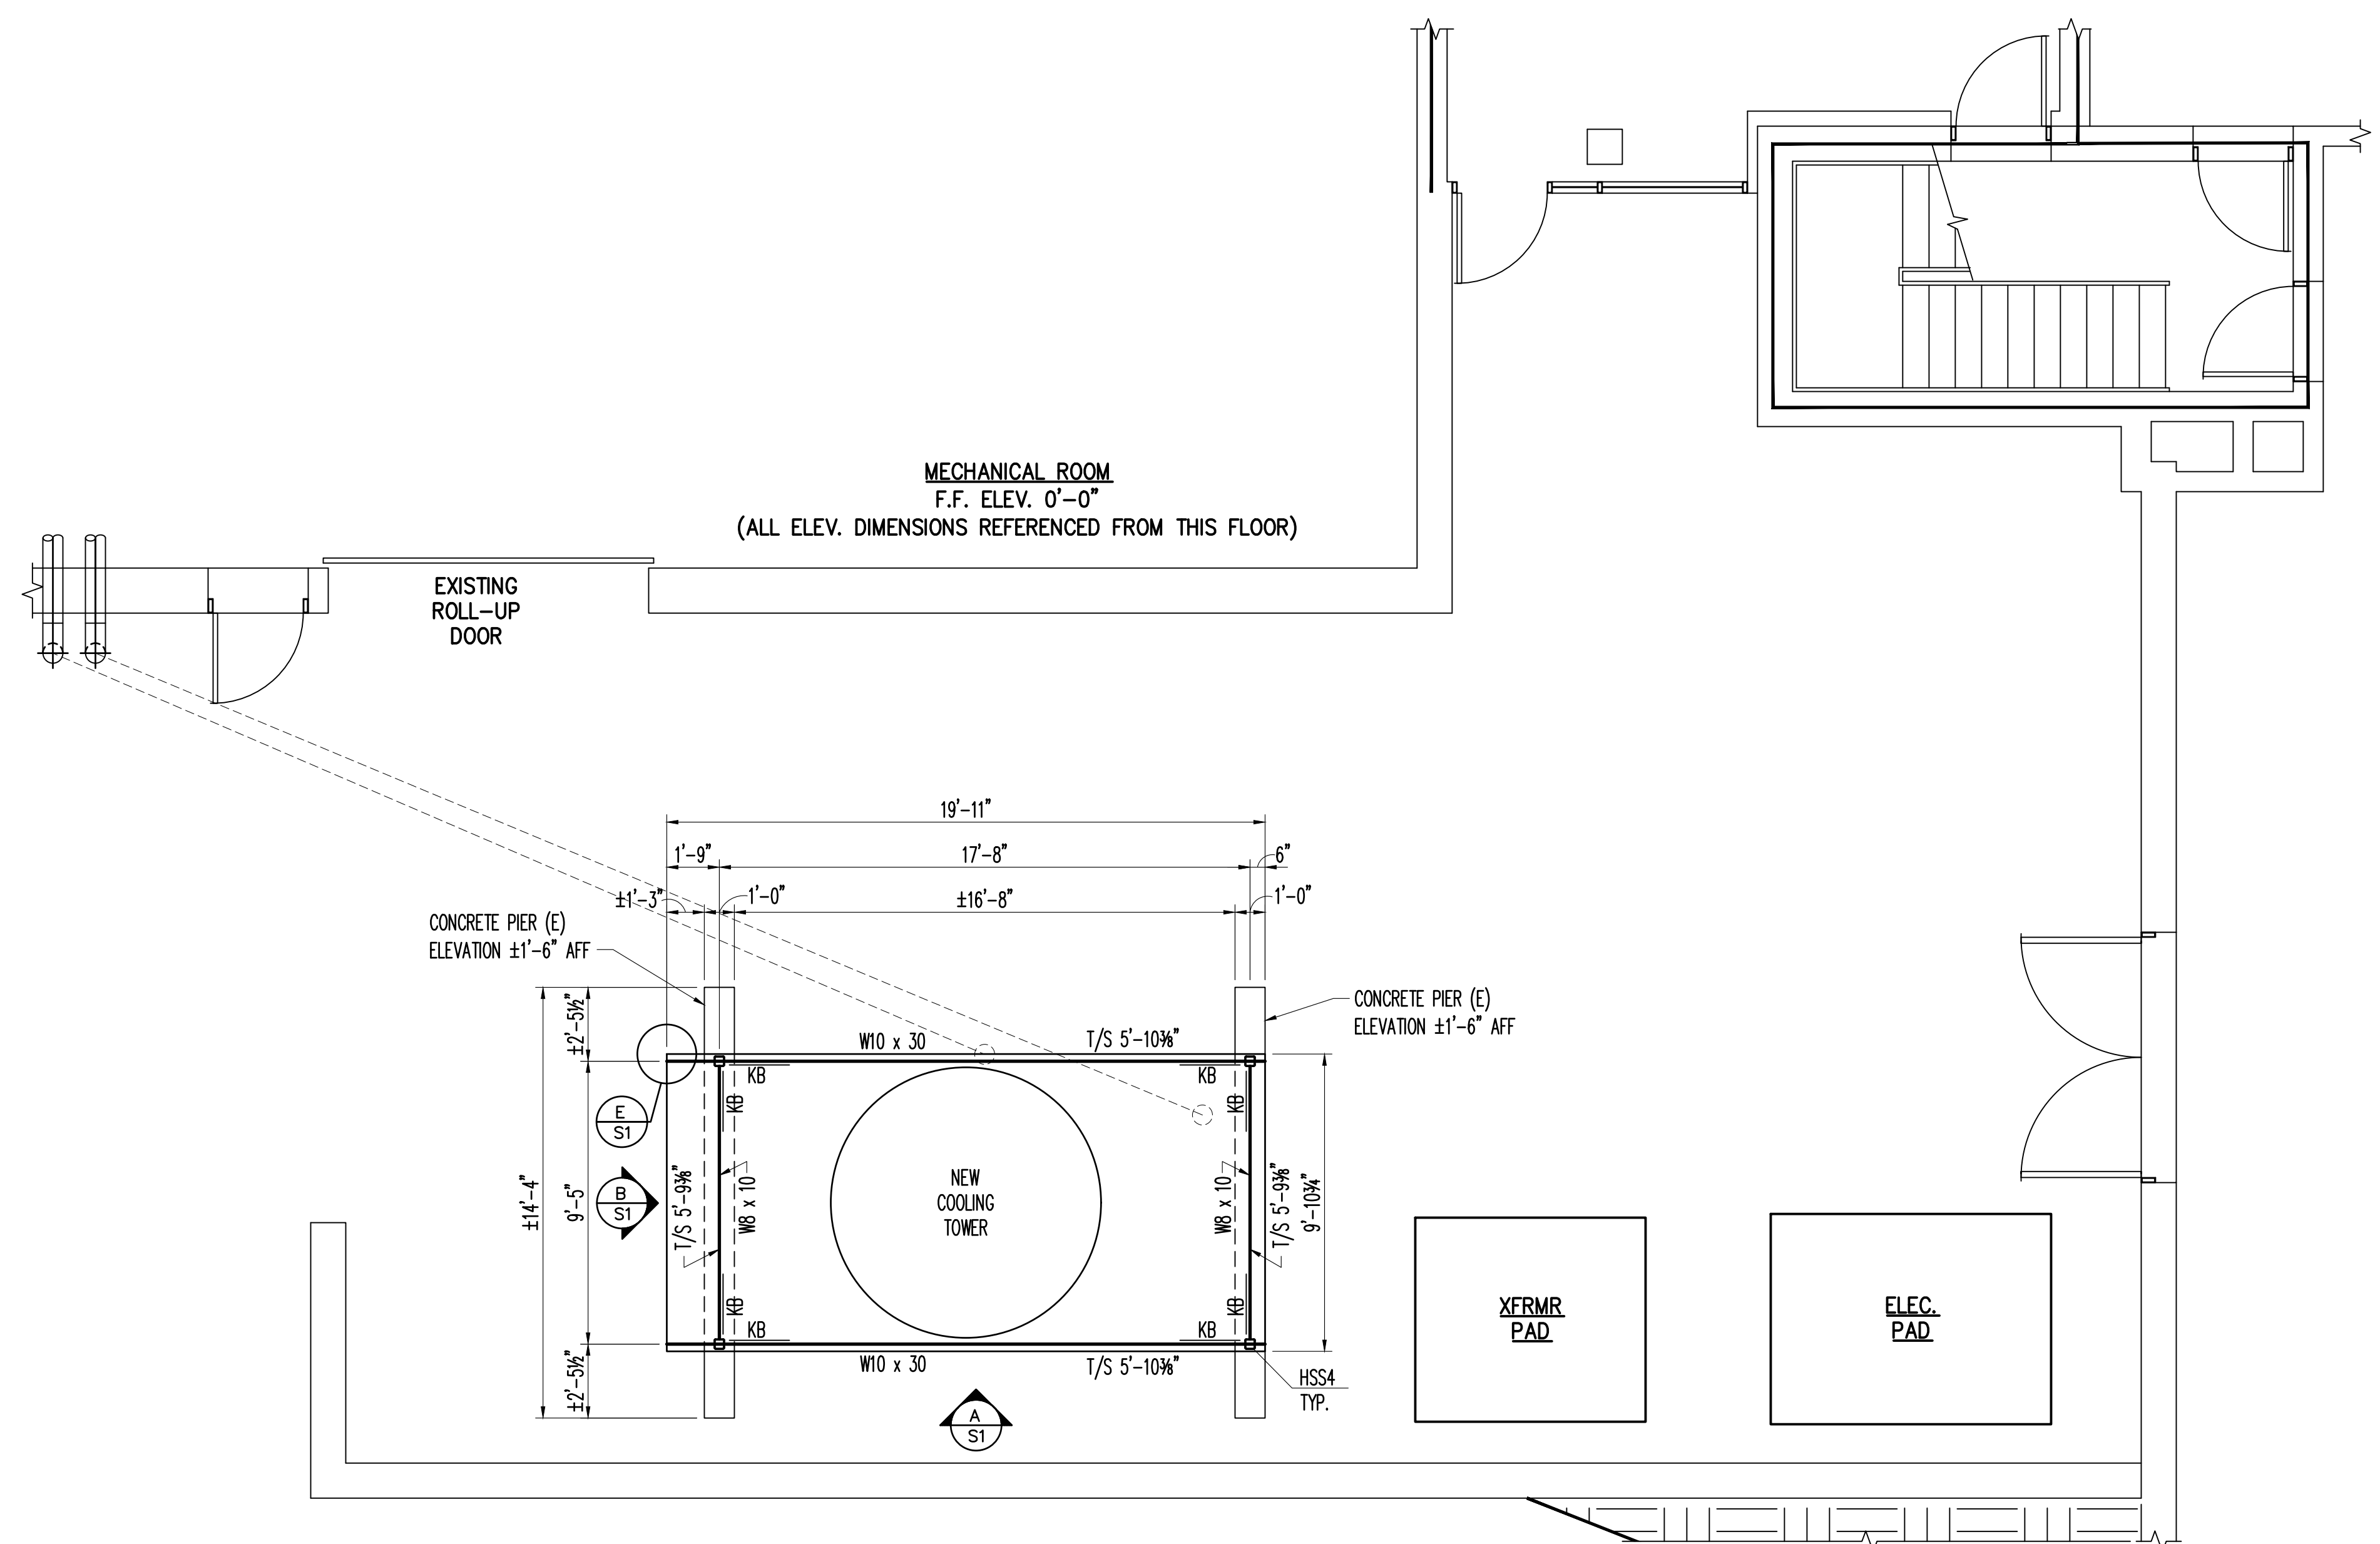 MECHANICAL ROOM
F.F. ELEV. 0'-0"
(ALL ELEV. DIMENSIONS REFERENCED FROM THIS FLOOR)
EXISTING
ROLL-UP
DOOR
19'-11"
1'-9"
17'-8"
6"
±1'-3"
1'-0"
±16'-8"
1'-0"
CONCRETE PIER (E)
ELEVATION ±1'-6" AFF
CONCRETE PIER (E)
ELEVATION ±1'-6" AFF
±2'-5½"
W10 x 30
T/S 5'-10⅜"
KB
KB
KB
KB
E
S1
±14'-4"
9'-5"
B
S1
T/S 5'-9⅜"
W8 x 10
NEW
COOLING
TOWER
W8 x 10
T/S 5'-9⅜"
9'-10¾"
XFRMR
PAD
ELEC.
PAD
KB
KB
KB
KB
±2'-5½"
W10 x 30
T/S 5'-10⅜"
HSS4
TYP.
A
S1